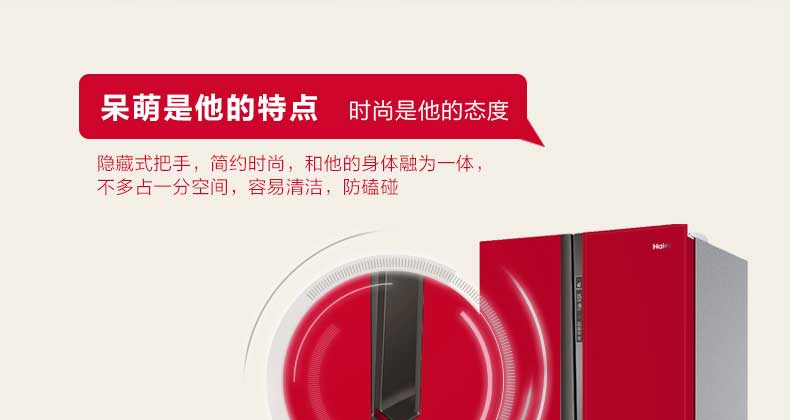 呆萌是他的特点 时尚是他的态度
隐藏式把手，简约时尚，和他的身体融为一体，
不多占一分空间，容易清洁，防磕碰
Haier